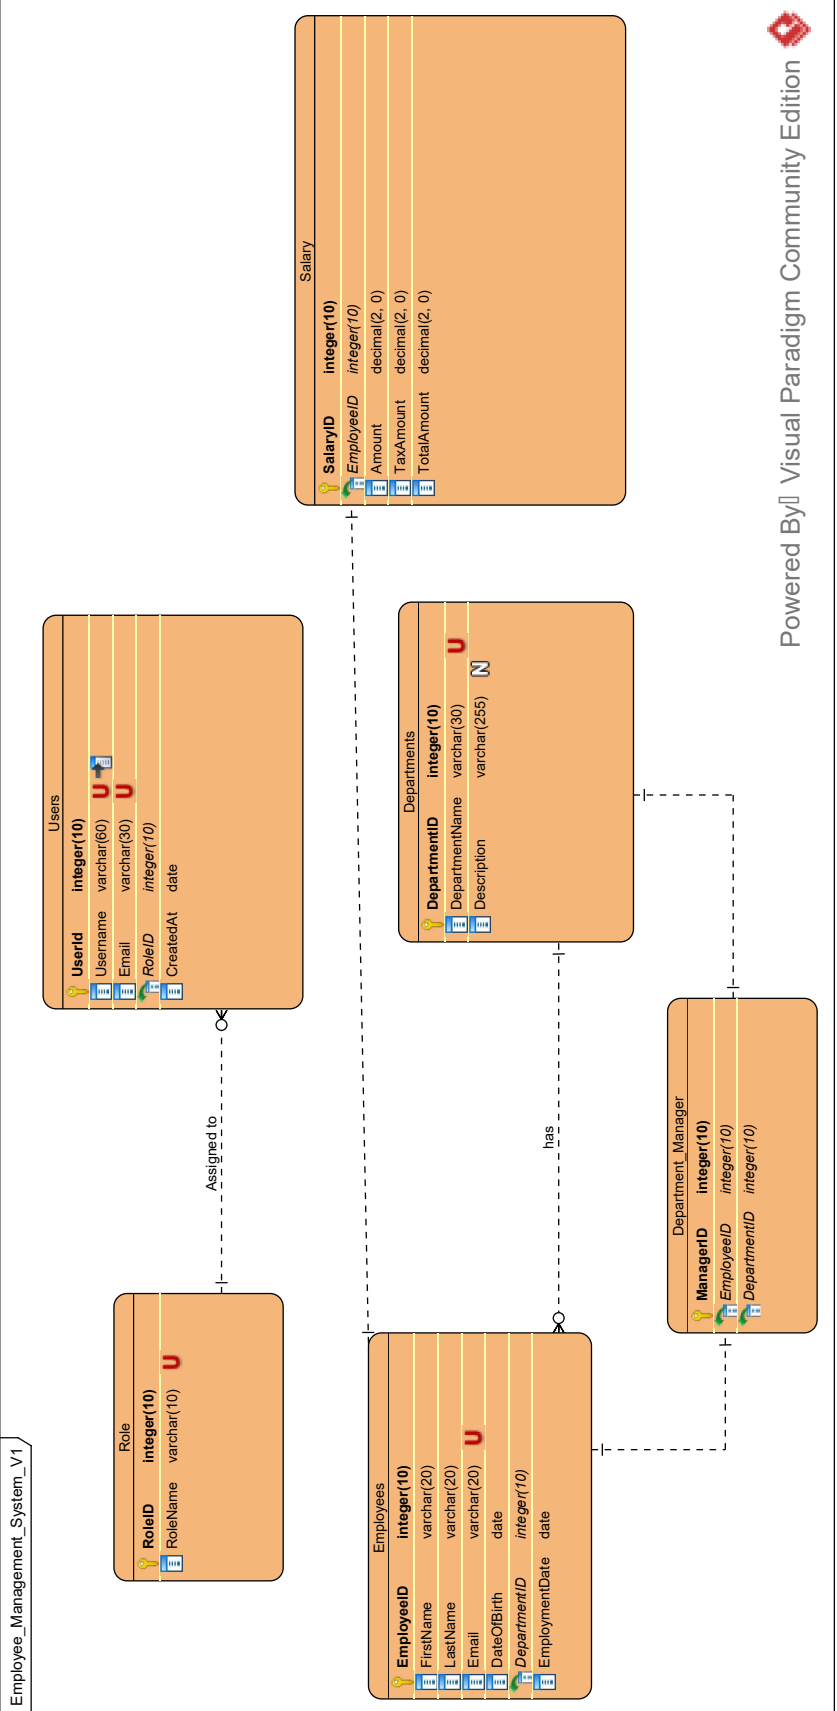 Employee_Management_System_V1
Role
RoleID integer(10)
RoleName varchar(10) U
Assigned to
Users
UserId integer(10)
Username varchar(60) U
Email varchar(30) U
RoleID integer(10)
CreatedAt date
Salary
SalaryID integer(10)
EmployeeID integer(10)
Amount decimal(2, 0)
TaxAmount decimal(2, 0)
TotalAmount decimal(2, 0)
Employees
EmployeeID integer(10)
FirstName varchar(20)
LastName varchar(20)
Email varchar(20) U
DateOfBirth date
DepartmentID integer(10)
EmploymentDate date
has
Departments
DepartmentID integer(10)
DepartmentName varchar(30) U
Description varchar(255) N
Department_Manager
ManagerID integer(10)
EmployeeID integer(10)
DepartmentID integer(10)
Powered By Visual Paradigm Community Edition